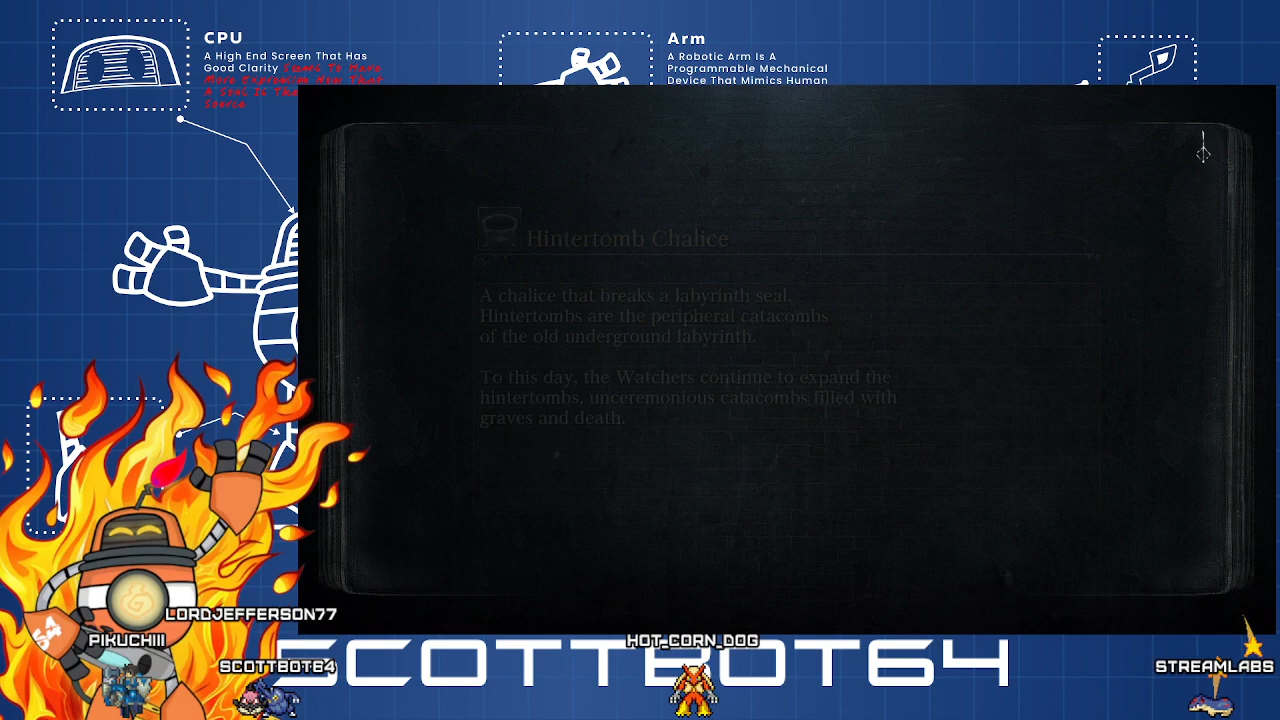 CPU
A High End Screen That Has
Good Clarity
Arm
A Robotic Arm Is A
Programmable Mechanical
Device That Mimics Human
Hintertomb Chalice
A chalice that breaks a labyrinth seal.
Hintertombs are the peripheral catacombs
of the old underground labyrinth.
To this day, the Watchers continue to expand the
hintertombs, unceremonious catacombs filled with
graves and death.
64
LORDJEFFERSON77
PIKUCHIII
SCOTTBOT64
HOT_CORN_DOG
SCOTTBOT64
STREAMLABS